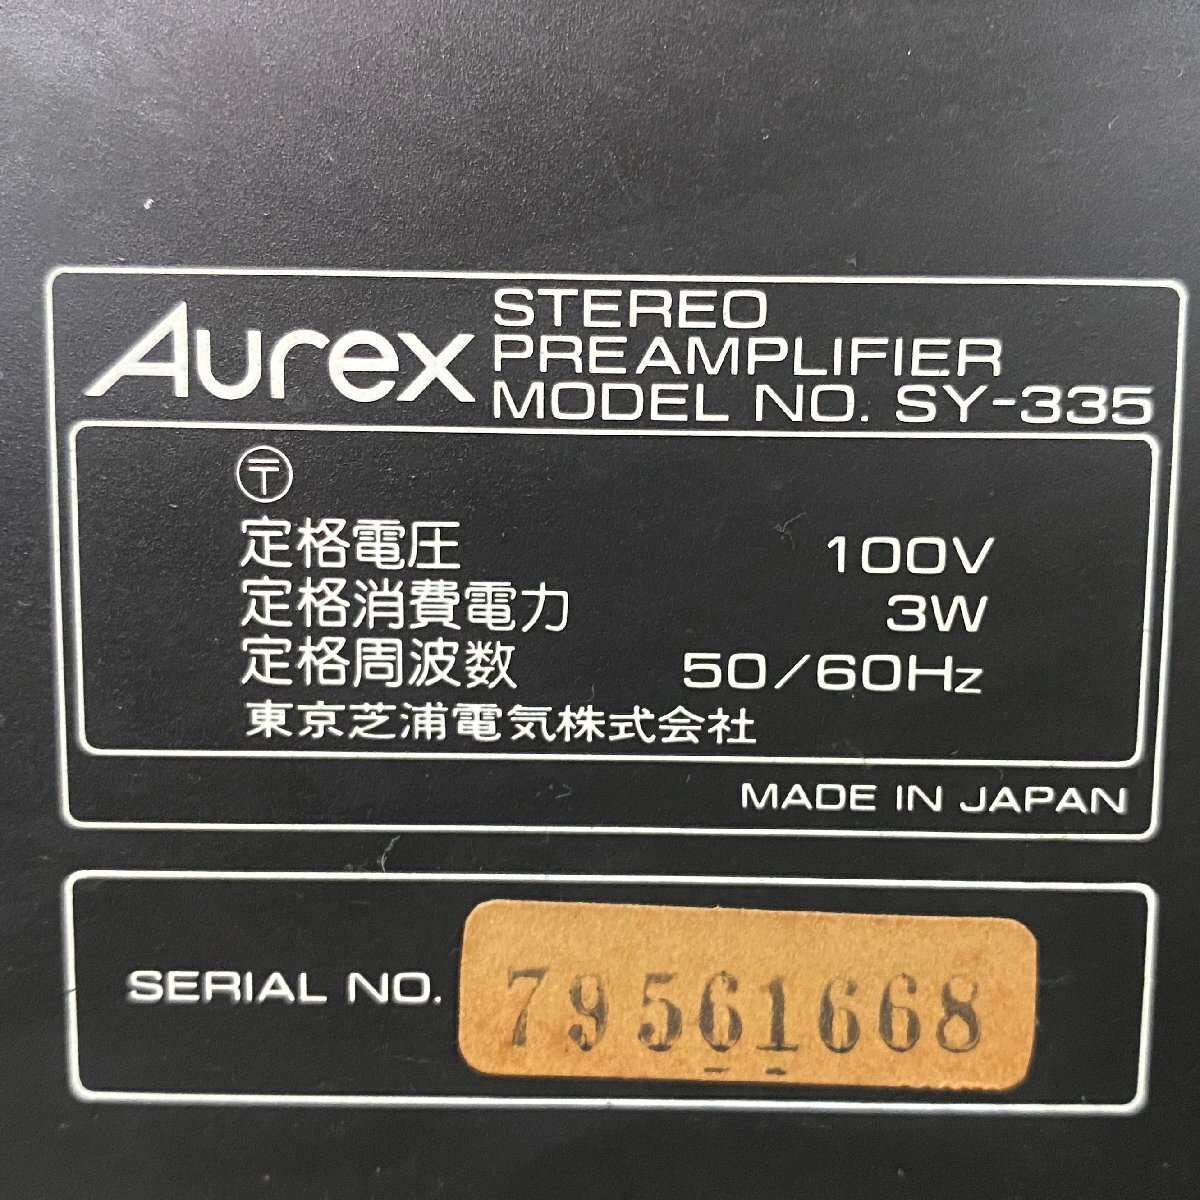 Aurex
STEREO
PREAMPLIFIER
MODEL NO. SY-335
〶
定格電圧 100V
定格消費電力 3W
定格周波数 50/60Hz
東京芝浦電気株式会社
MADE IN JAPAN
SERIAL NO. 79561668